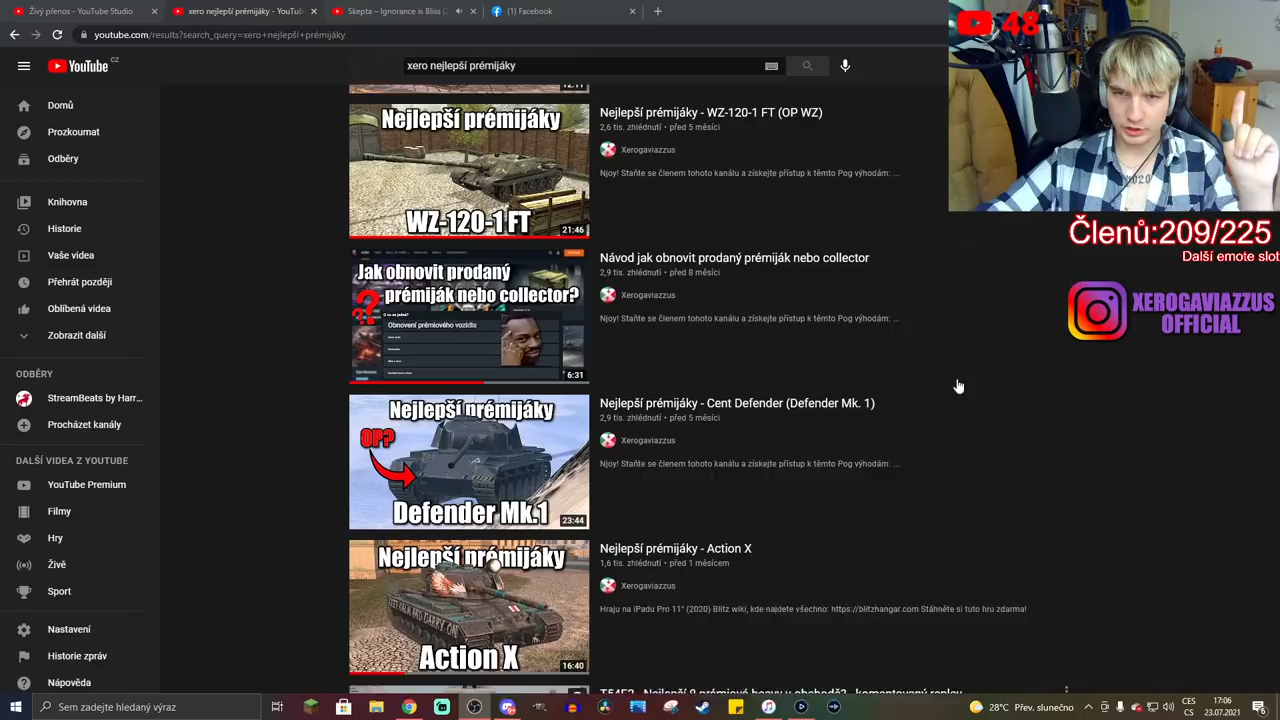 Živý přenos - YouTube Studio
xero nejlepší prémijáky - YouTu
Skepta – Ignorance is Bliss (
(1) Facebook
youtube.com/results?search_query=xero+nejlepší+prémijáky
YouTube CZ
xero nejlepší prémijáky
48
Domů
Prozkoumat
Odběry
Knihovna
Historie
Vaše videa
Přehrát později
Oblíbená videa
Zobrazit další
ODBĚRY
StreamBeats by Harr...
Procházet kanály
DALŠÍ VIDEA Z YOUTUBE
YouTube Premium
Filmy
Hry
Živě
Sport
Nastavení
Historie zpráv
Nápověda
12:11
Nejlepší prémijáky
WZ-120-1 FT
21:46
Nejlepší prémijáky - WZ-120-1 FT (OP WZ)
2,6 tis. zhlédnutí • před 5 měsíci
Xerogaviazzus
Njoy! Staňte se členem tohoto kanálu a získejte přístup k těmto Pog výhodám: ...
Jak obnovit prodaný
prémiják nebo collector?
??
Obnovení prémiového vozidla
6:31
Návod jak obnovit prodaný prémiják nebo collector
2,9 tis. zhlédnutí • před 8 měsíci
Xerogaviazzus
Njoy! Staňte se členem tohoto kanálu a získejte přístup k těmto Pog výhodám: ...
Nejlepší prémijáky
OP?
Defender Mk.1
23:44
Nejlepší prémijáky - Cent Defender (Defender Mk. 1)
2,9 tis. zhlédnutí • před 5 měsíci
Xerogaviazzus
Njoy! Staňte se členem tohoto kanálu a získejte přístup k těmto Pog výhodám: ...
Nejlepší prémijáky
KEEP CALM AND CARRY ON
Action X
16:40
Nejlepší prémijáky - Action X
1,6 tis. zhlédnutí • před 1 měsícem
Xerogaviazzus
Hraju na iPadu Pro 11" (2020) Blitz wiki, kde najdete všechno: https://blitzhangar.com Stáhněte si tuto hru zdarma!
Členů:209/225
Další emote slot
XEROGAVIAZZUS
OFFICIAL
Sem zadejte hledaný výraz
28°C Přev. slunečno
CES
CS
17:06
23.07.2021